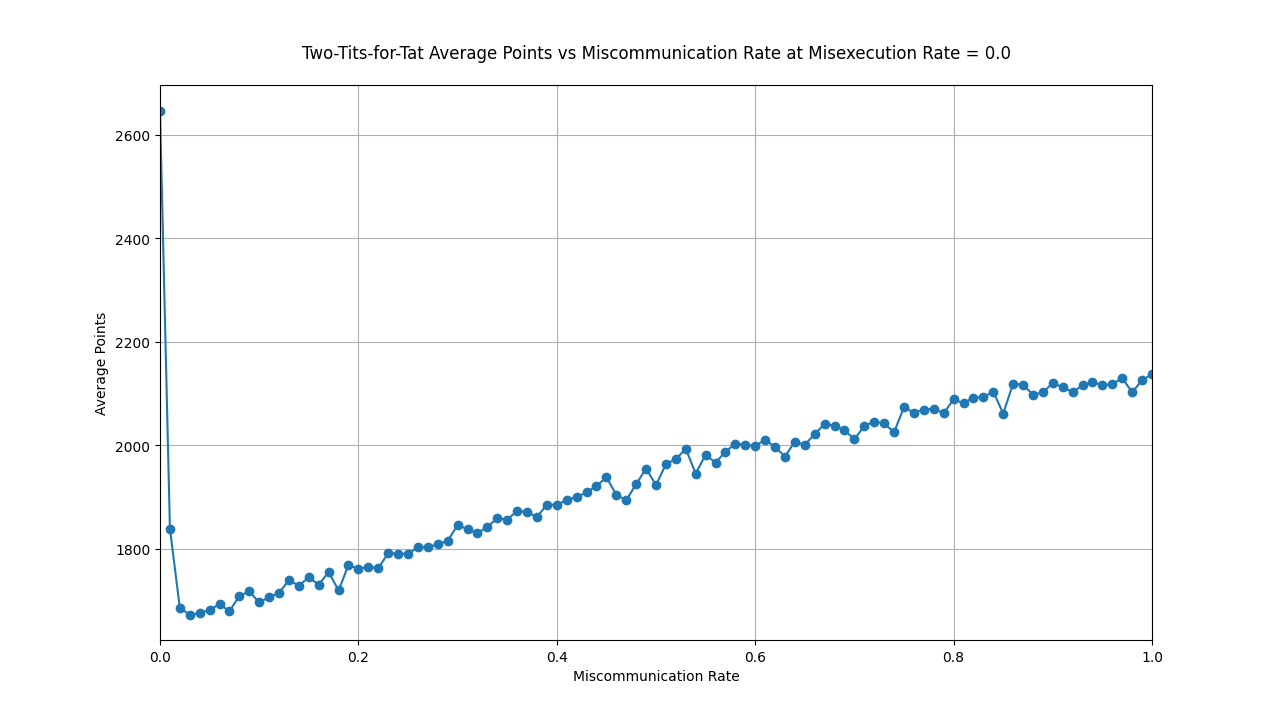 Two-Tits-for-Tat Average Points vs Miscommunication Rate at Misexecution Rate = 0.0
Average Points
2600
2400
2200
2000
1800
0.0 0.2 0.4 0.6 0.8 1.0
Miscommunication Rate